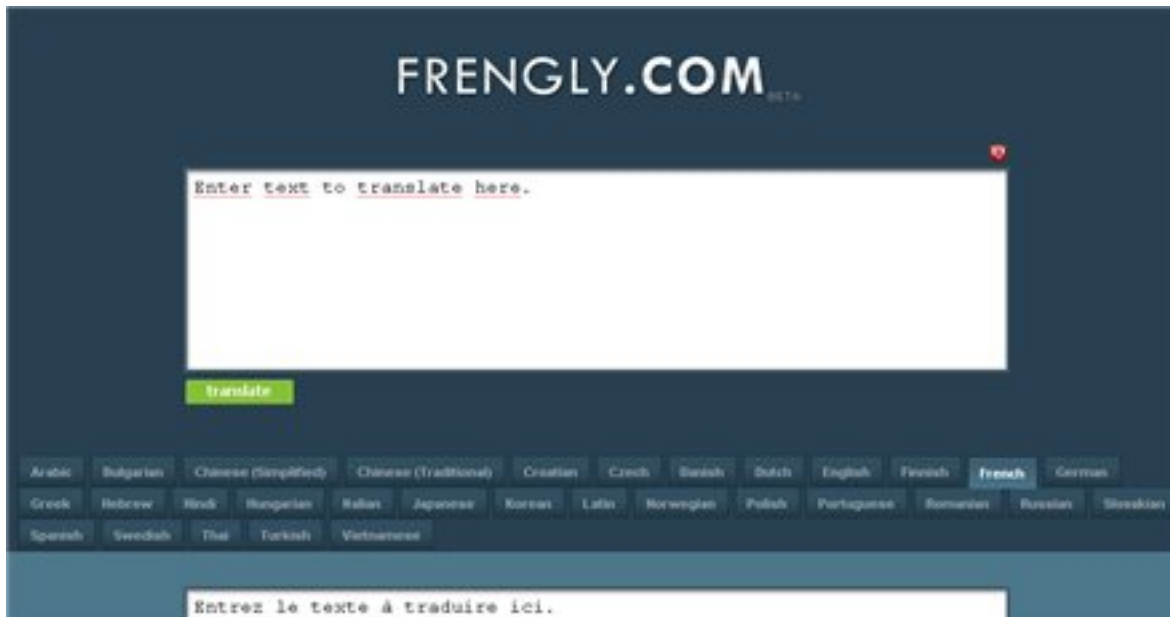 FRENGLY.COM
BETA
Enter text to translate here.
translate
Arabic Bulgarian Chinese (Simplified) Chinese (Traditional) Croatian Czech Danish Dutch English Finnish French German
Greek Hebrew Hindi Hungarian Italian Japanese Korean Latin Norwegian Polish Portuguese Romanian Russian Slovakian
Spanish Swedish Thai Turkish Vietnamese
Entrez le texte à traduire ici.